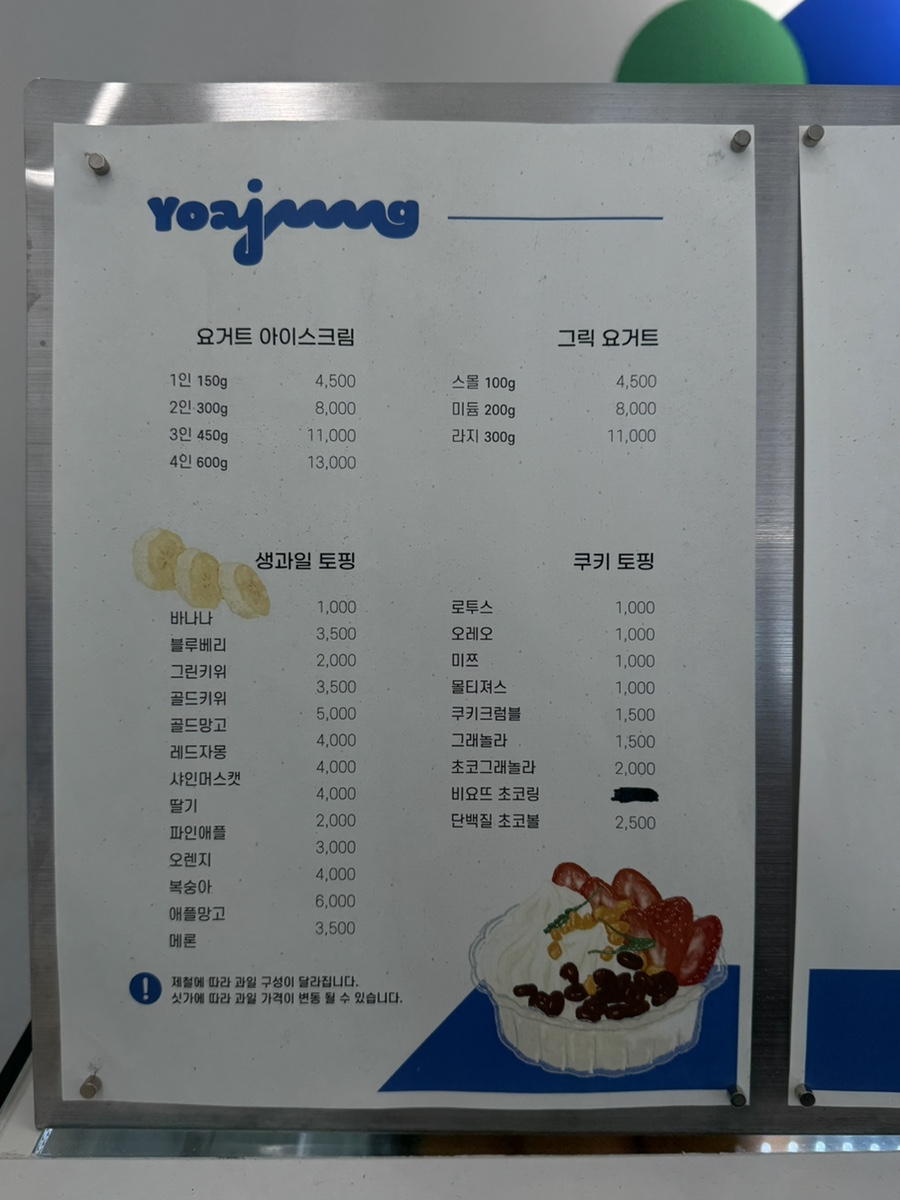 Yoajung
요거트 아이스크림
1인 150g 4,500
2인 300g 8,000
3인 450g 11,000
4인 600g 13,000
그릭 요거트
스몰 100g 4,500
미듐 200g 8,000
라지 300g 11,000
생과일 토핑
바나나 1,000
블루베리 3,500
그린키위 2,000
골드키위 3,500
골드망고 5,000
레드자몽 4,000
샤인머스캣 4,000
딸기 4,000
파인애플 2,000
오렌지 3,000
복숭아 4,000
애플망고 6,000
메론 3,500
쿠키 토핑
로투스 1,000
오레오 1,000
미쯔 1,000
몰티져스 1,000
쿠키크럼블 1,500
그래놀라 1,500
초코그래놀라 2,000
비요뜨 초코링
단백질 초코볼 2,500
! 제철에 따라 과일 구성이 달라집니다.
싯가에 따라 과일 가격이 변동 될 수 있습니다.